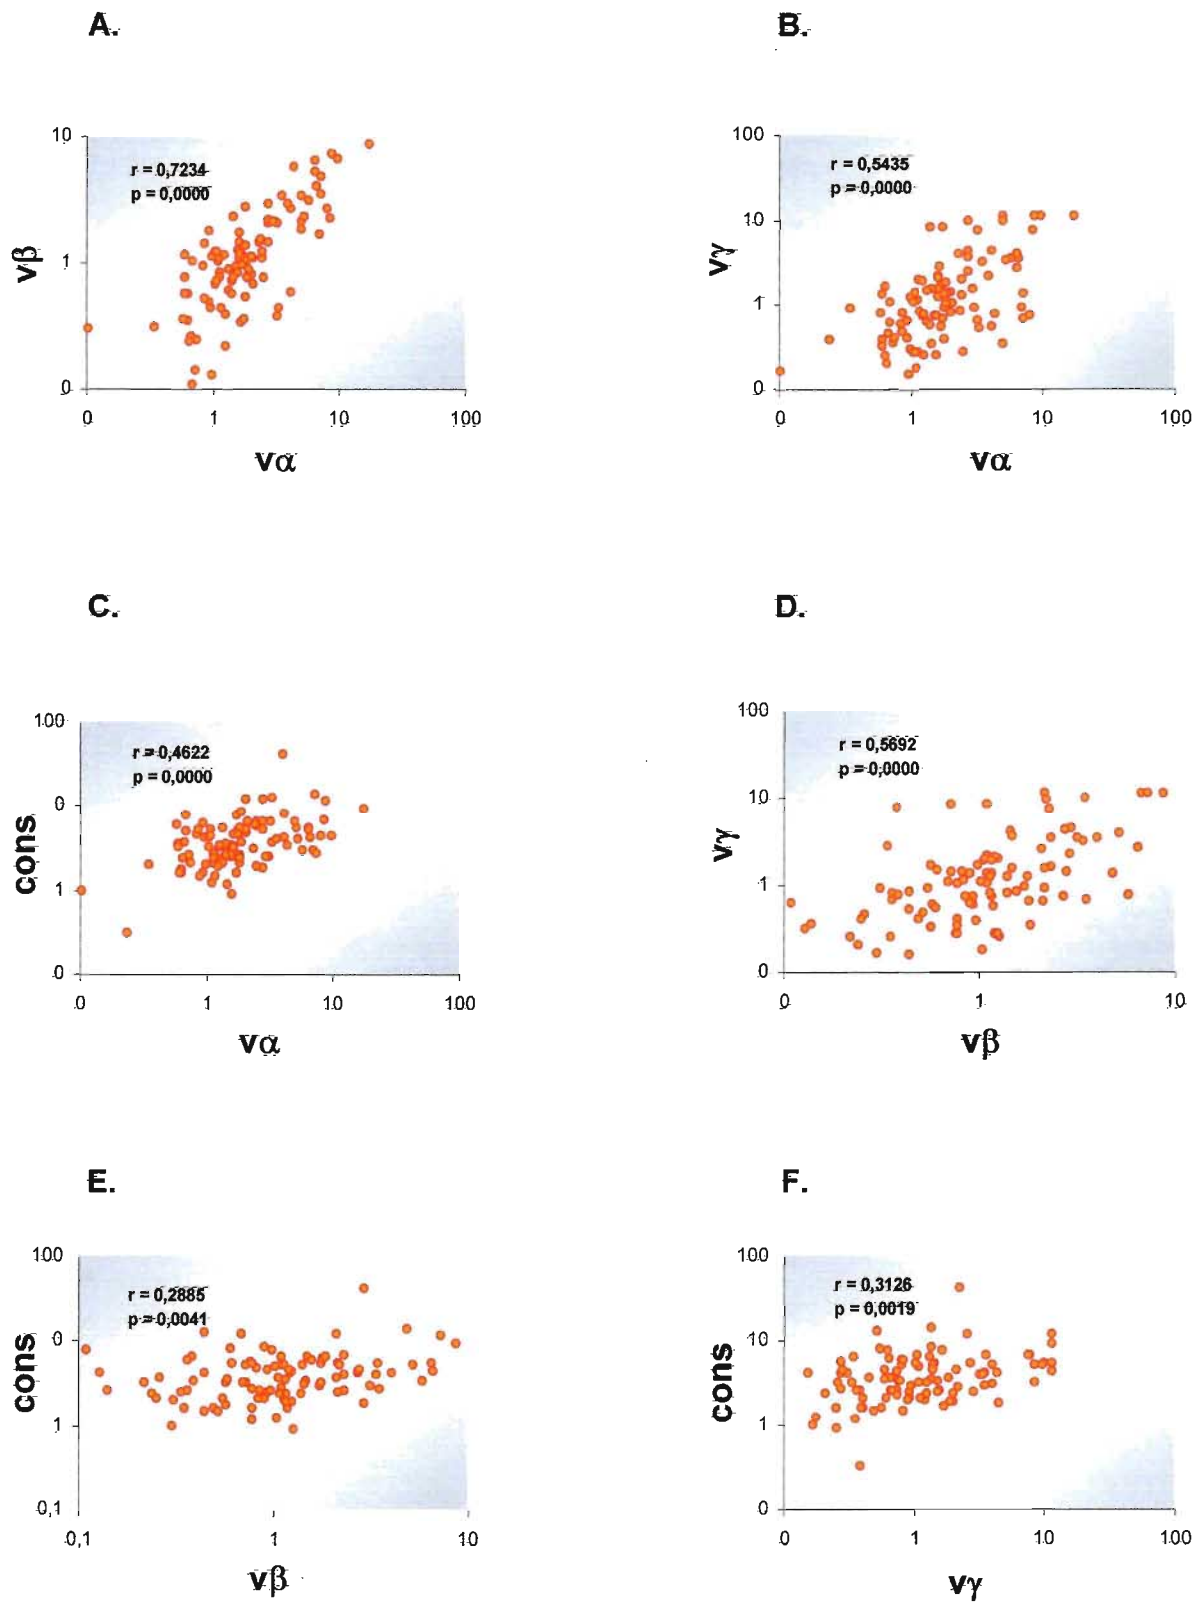 A.
B.
10
r = 0,7234
p = 0,0000
vβ
1
0
0
1
10
100
vα
100
r = 0,5435
p = 0,0000
vγ
10
1
0
0
1
10
100
vα
C.
D.
100
r = 0,4622
p = 0,0000
0
cons
1
0
0
1
10
100
vα
100
r = 0,5692
p = 0,0000
10
vγ
1
0
0
1
10
vβ
E.
F.
100
r = 0,2885
p = 0,0041
0
cons
1
0,1
0,1
1
10
vβ
100
r = 0,3126
p = 0,0019
10
cons
1
0
0
1
10
100
vγ